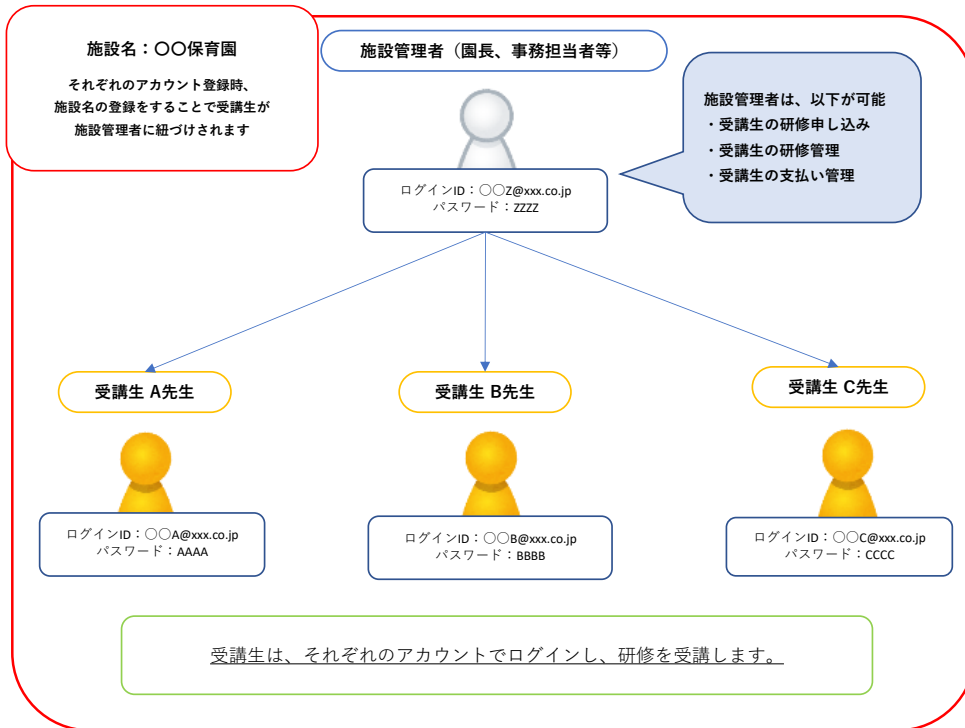 施設名：〇〇保育園
それぞれのアカウント登録時、
施設名の登録をすることで受講生が
施設管理者に紐づけされます
施設管理者（園長、事務担当者等）
施設管理者は、以下が可能
・受講生の研修申し込み
・受講生の研修管理
・受講生の支払い管理
ログインID：〇〇Z@xxx.co.jp
パスワード：ZZZZ
受講生 A先生
受講生 B先生
受講生 C先生
ログインID：〇〇A@xxx.co.jp
パスワード：AAAA
ログインID：〇〇B@xxx.co.jp
パスワード：BBBB
ログインID：〇〇C@xxx.co.jp
パスワード：CCCC
受講生は、それぞれのアカウントでログインし、研修を受講します。